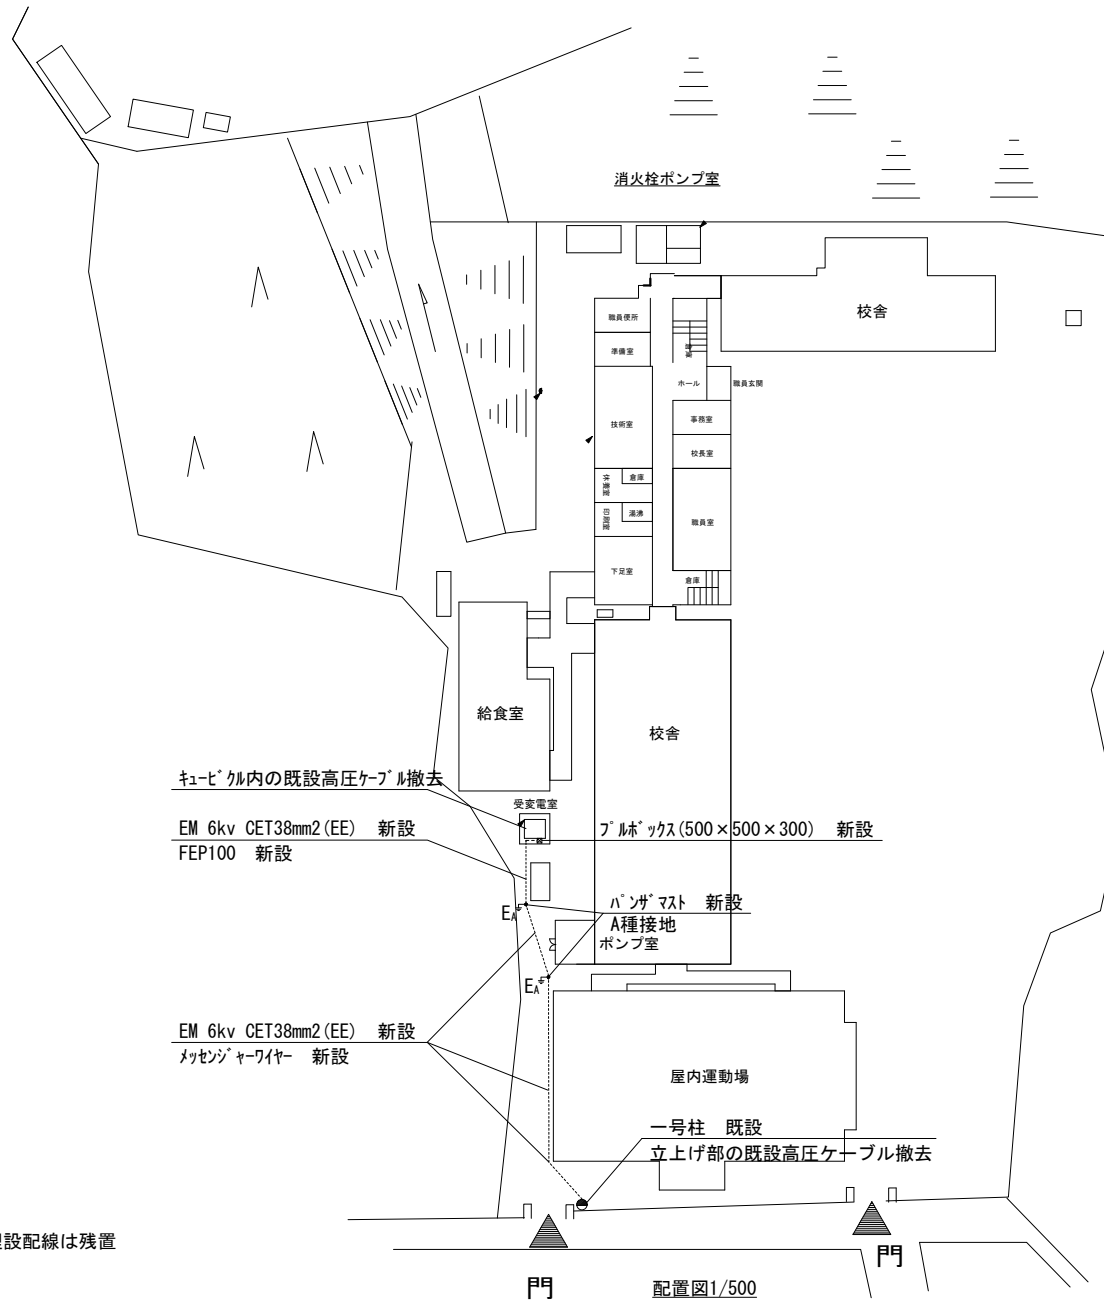 消火栓ポンプ室
校舎
職員便所
準備室
ホール
職員玄関
技術室
事務室
校長室
休養室
倉庫
印刷室
湯沸
職員室
下足室
倉庫
給食室
校舎
ｷｭｰﾋﾞｸﾙ内の既設高圧ｹｰﾌﾞﾙ撤去
受変電室
EM 6kv CET38mm2(EE) 新設
FEP100 新設
ﾌﾟﾙﾎﾞｯｸｽ(500×500×300) 新設
ﾊﾟﾝｻﾞﾏｽﾄ 新設
A種接地
EA
ポンプ室
EA
EM 6kv CET38mm2(EE) 新設
ﾒｯｾﾝｼﾞｬｰﾜｲﾔｰ 新設
屋内運動場
一号柱 既設
立上げ部の既設高圧ケーブル撤去
設配線は残置
門
門
配置図1/500